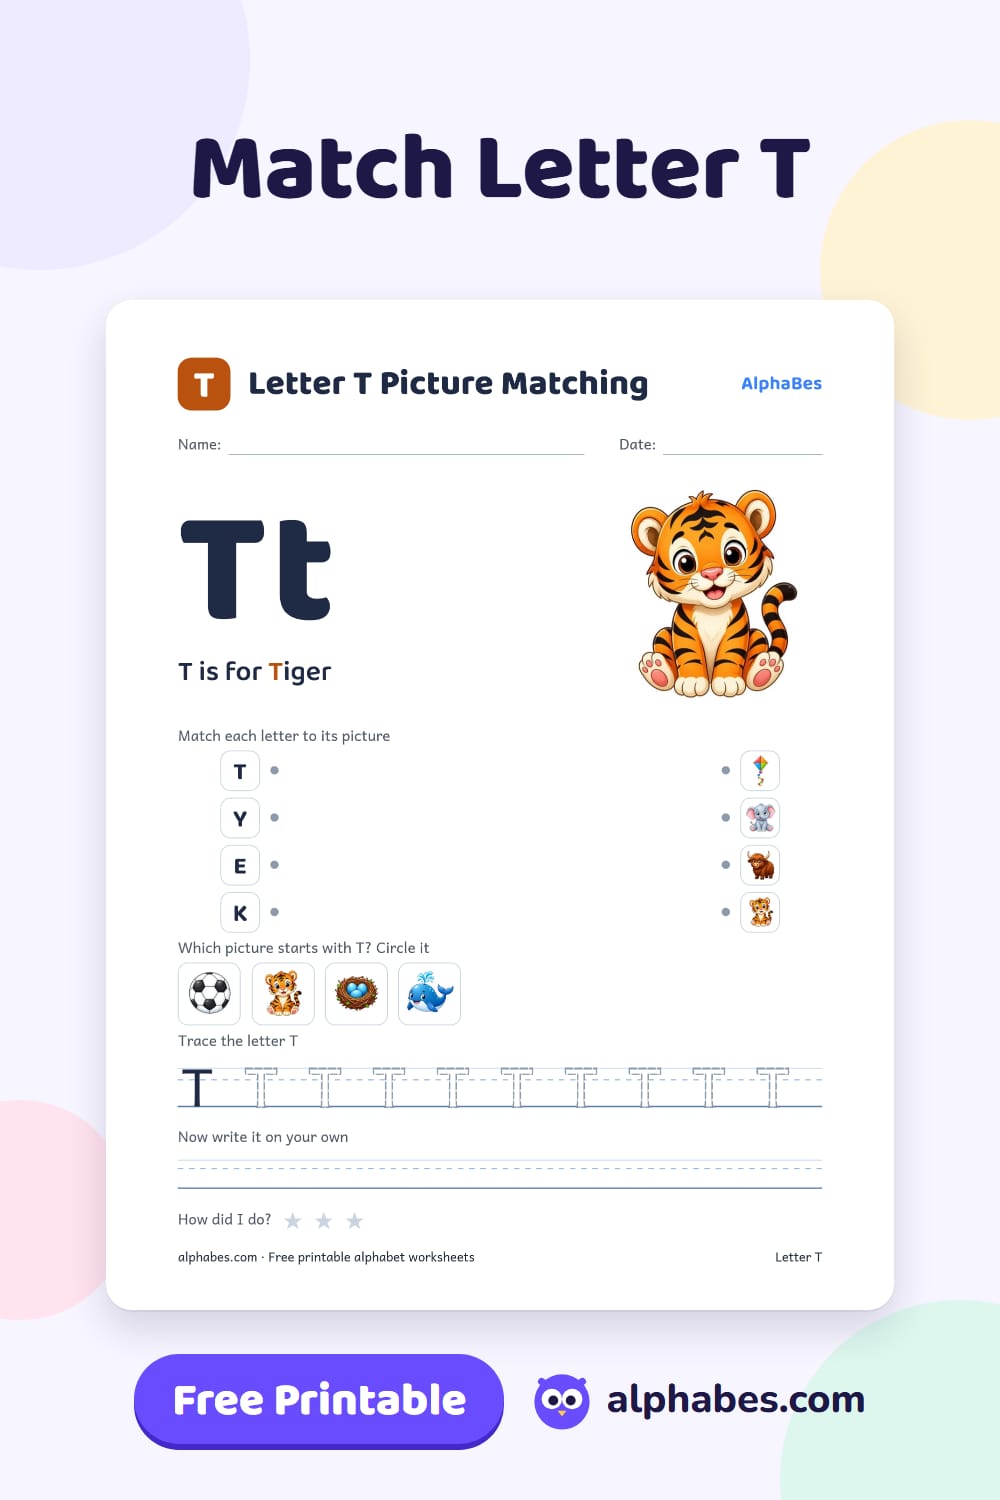 Match Letter T
T Letter T Picture Matching AlphaBes
Name: Date:
Tt
T is for Tiger
Match each letter to its picture
T
Y
E
K
Which picture starts with T? Circle it
Trace the letter T
T T T T T T T T T T
Now write it on your own
How did I do?
alphabes.com · Free printable alphabet worksheets Letter T
Free Printable alphabes.com